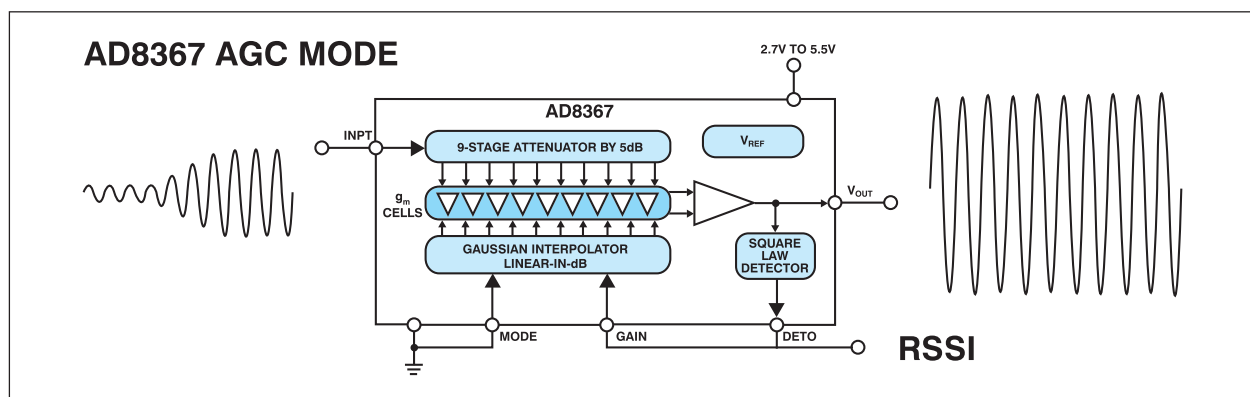 AD8367 AGC MODE
2.7V TO 5.5V
AD8367
INPT
9-STAGE ATTENUATOR BY 5dB
VREF
gm
CELLS
VOUT
GAUSSIAN INTERPOLATOR
LINEAR-IN-dB
SQUARE
LAW
DETECTOR
MODE
GAIN
DETO
RSSI